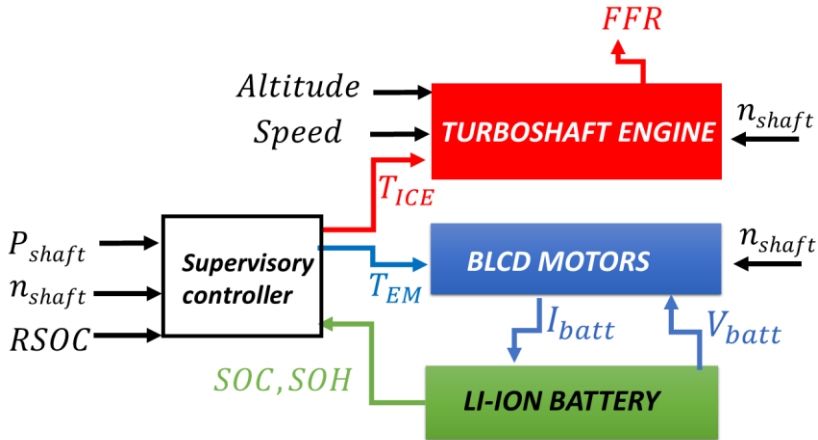 FFR
Altitude
Speed
TURBOSHAFT ENGINE
n_shaft
T_ICE
P_shaft
n_shaft
RSOC
Supervisory
controller
T_EM
BLCD MOTORS
n_shaft
I_batt
V_batt
SOC, SOH
LI-ION BATTERY